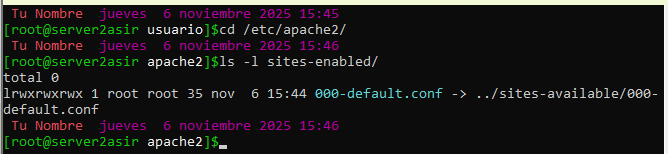 Tu Nombre jueves 6 noviembre 2025 15:45
[root@server2asir usuario]$cd /etc/apache2/
Tu Nombre jueves 6 noviembre 2025 15:46
[root@server2asir apache2]$ls -l sites-enabled/
total 0
lrwxrwxrwx 1 root root 35 nov  6 15:44 000-default.conf -> ../sites-available/000-
default.conf
Tu Nombre jueves 6 noviembre 2025 15:46
[root@server2asir apache2]$